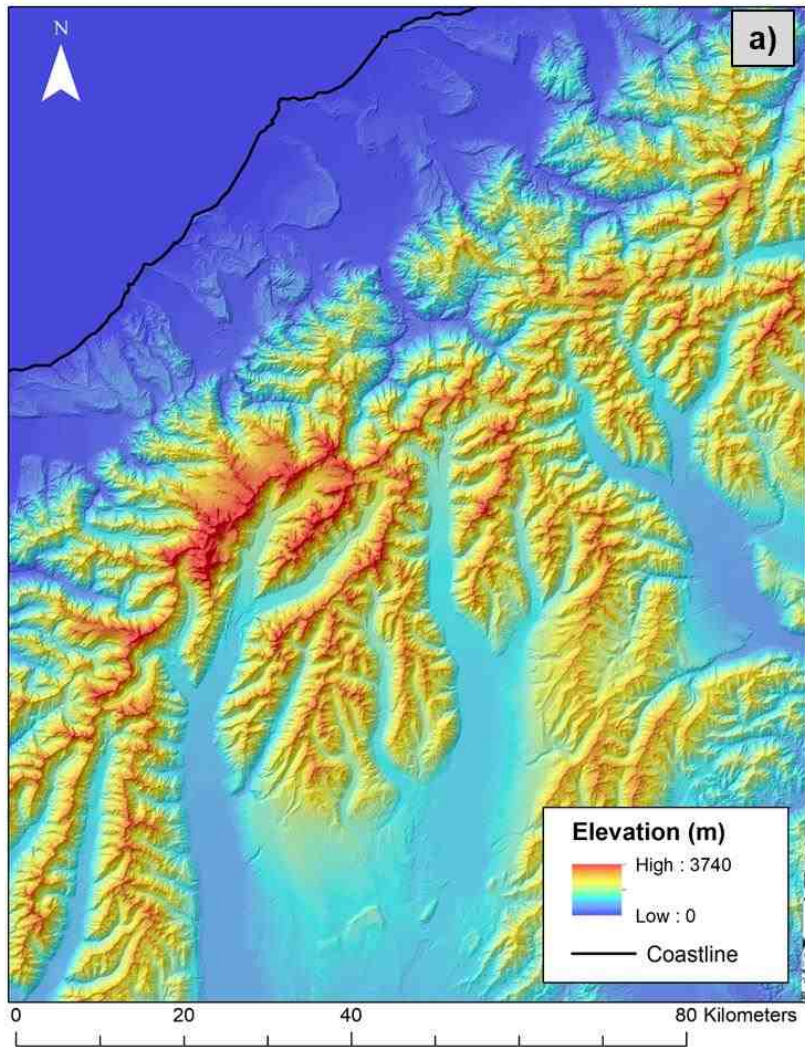 N
a)
Elevation (m)
High : 3740
Low : 0
Coastline
0 20 40 80 Kilometers